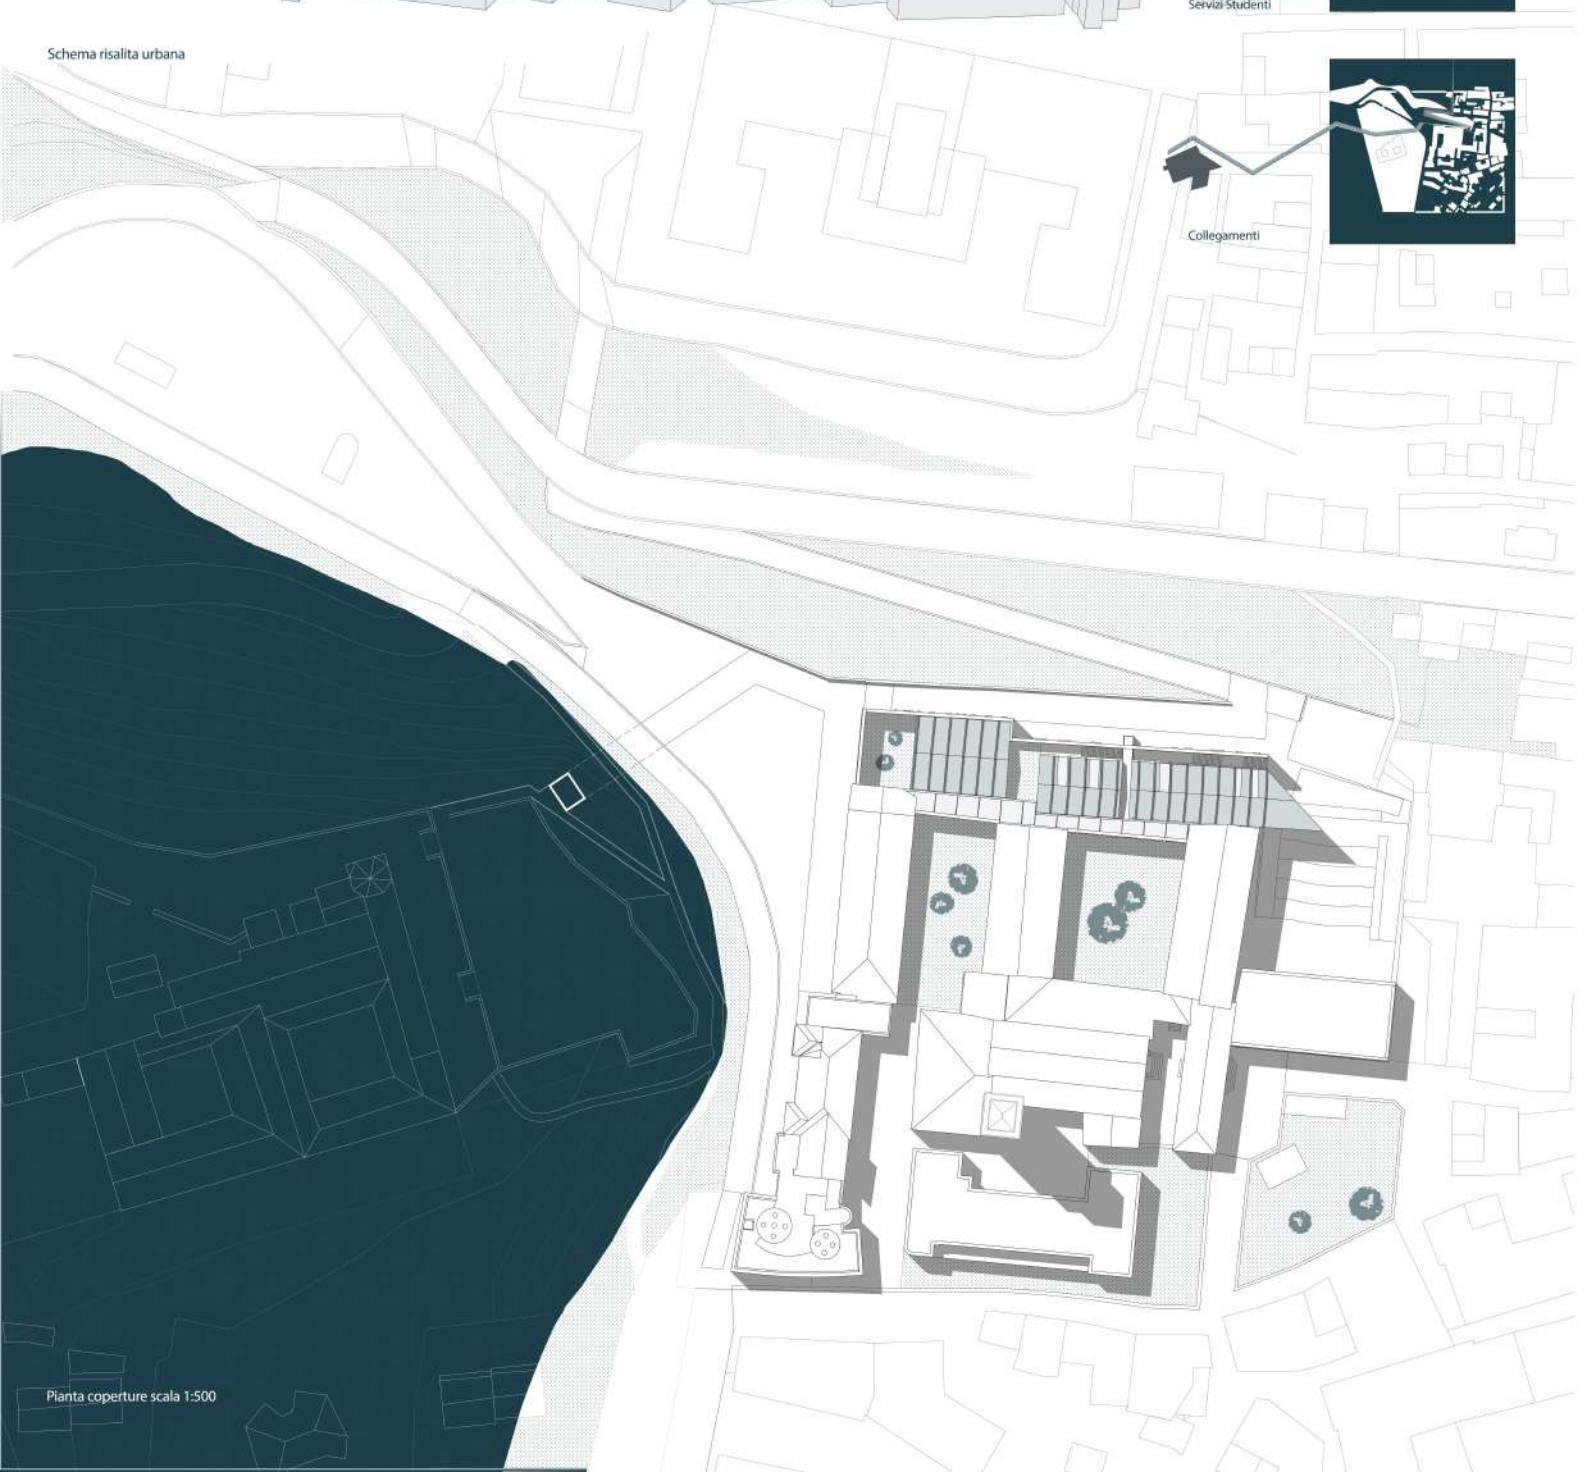 Servizi Studenti
Schema risalita urbana
Collegamenti
Pianta coperture scala 1:500